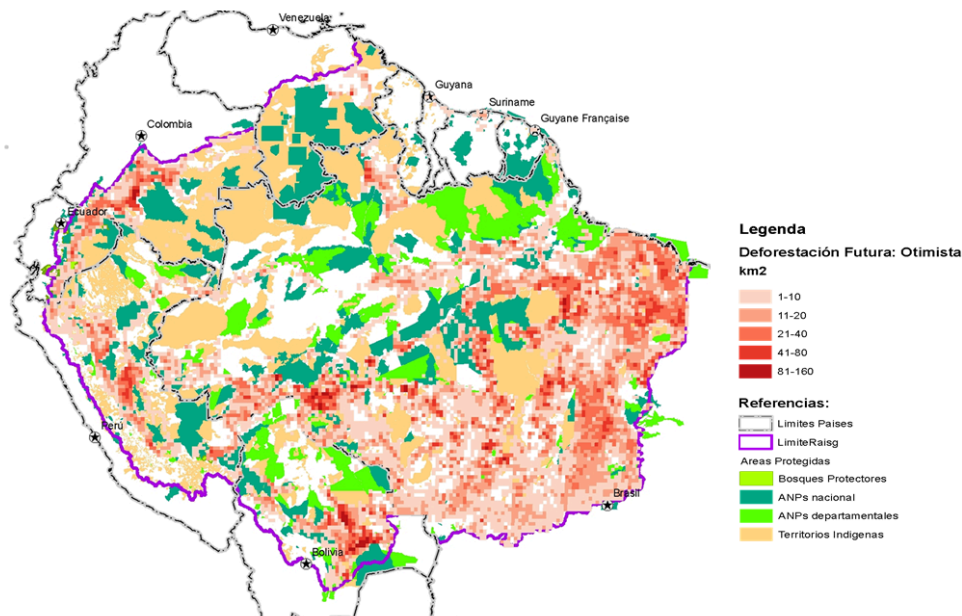 Venezuela
Guyana
Suriname
Guyane Française
Colombia
Ecuador
Perú
Bolivia
Brasil
Legenda
Deforestación Futura: Otimista
km2
1-10
11-20
21-40
41-80
81-160
Referencias:
Limites Paises
LimiteRaisg
Areas Protegidas
Bosques Protectores
ANPs nacional
ANPs departamentales
Territorios Indigenas